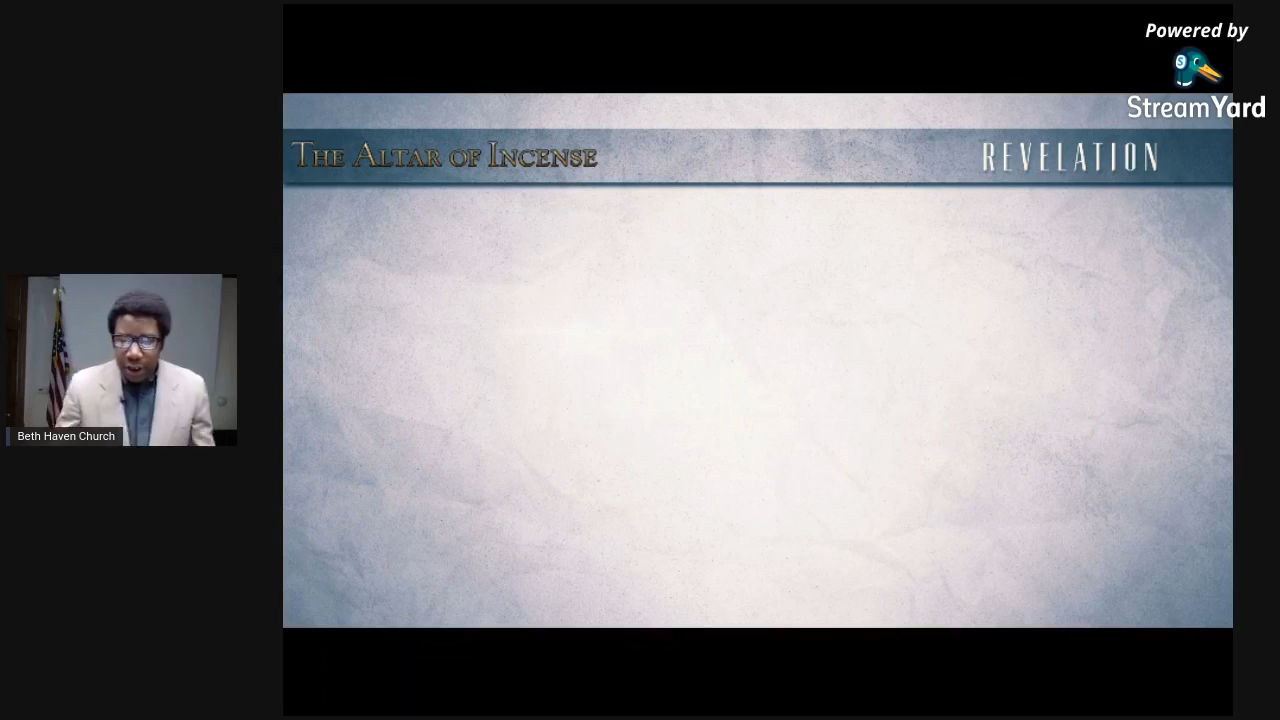 Powered by
StreamYard
The Altar of Incense
REVELATION
Beth Haven Church